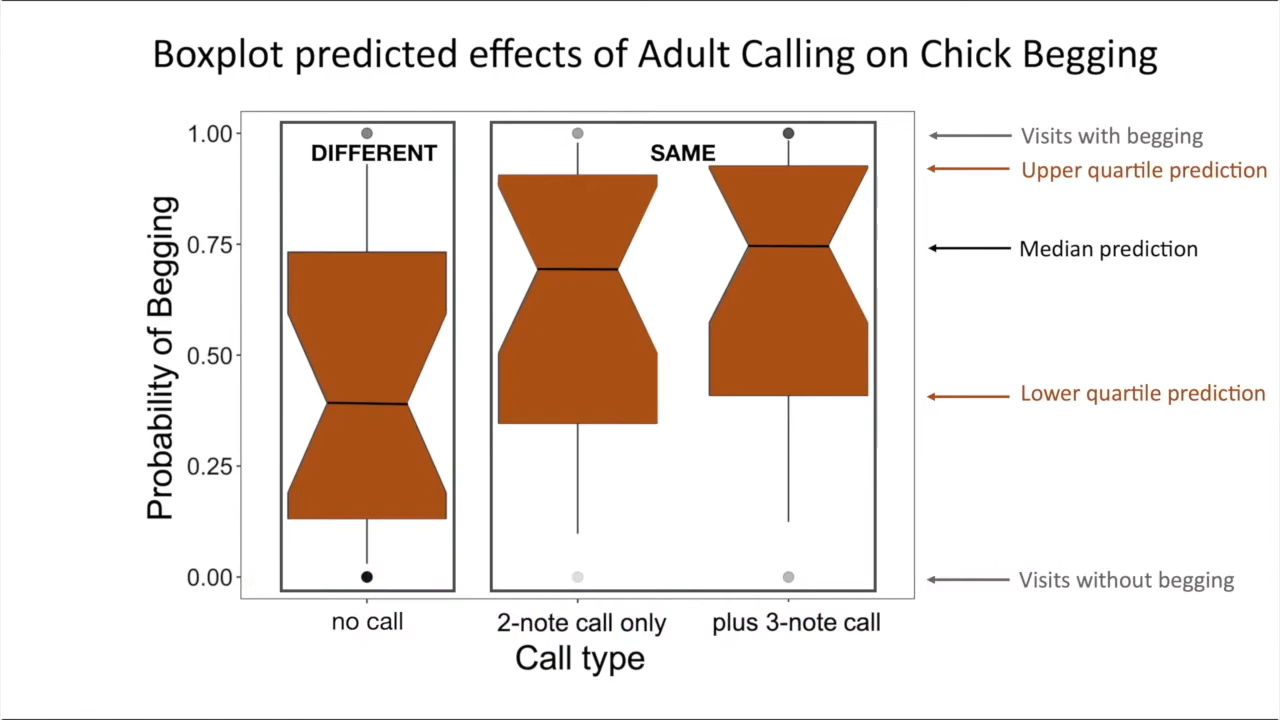 Boxplot predicted effects of Adult Calling on Chick Begging
Probability of Begging
1.00
0.75
0.50
0.25
0.00
DIFFERENT
SAME
no call
2-note call only
plus 3-note call
Call type
Visits with begging
Upper quartile prediction
Median prediction
Lower quartile prediction
Visits without begging